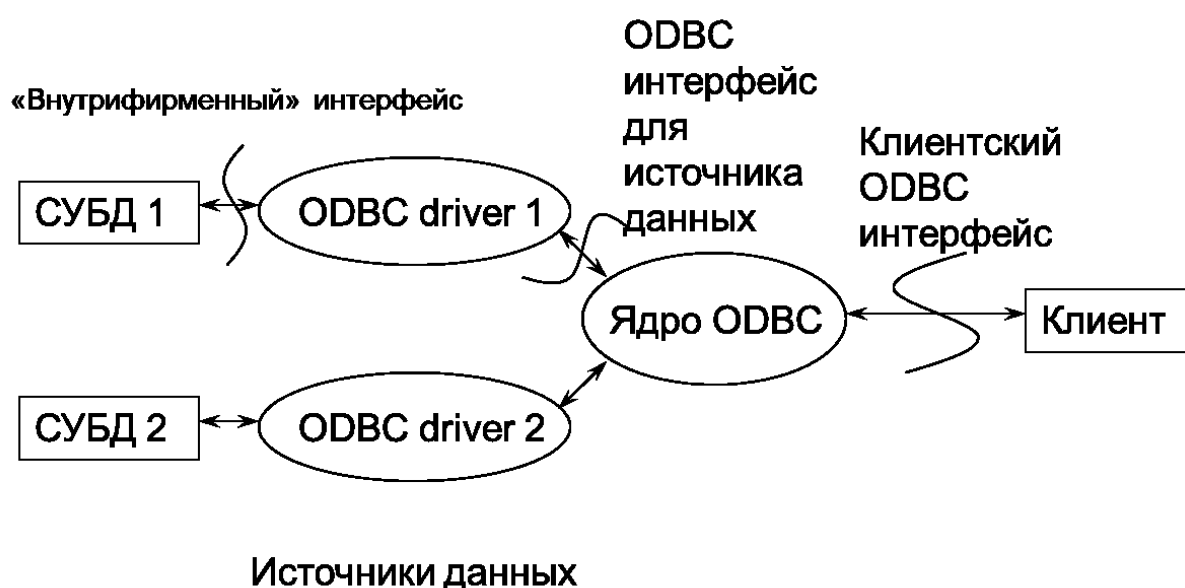 ODBC
интерфейс
для
источника
данных
«Внутрифирменный» интерфейс
Клиентский
ODBC
интерфейс
СУБД 1
ODBC driver 1
Ядро ODBC
Клиент
СУБД 2
ODBC driver 2
Источники данных